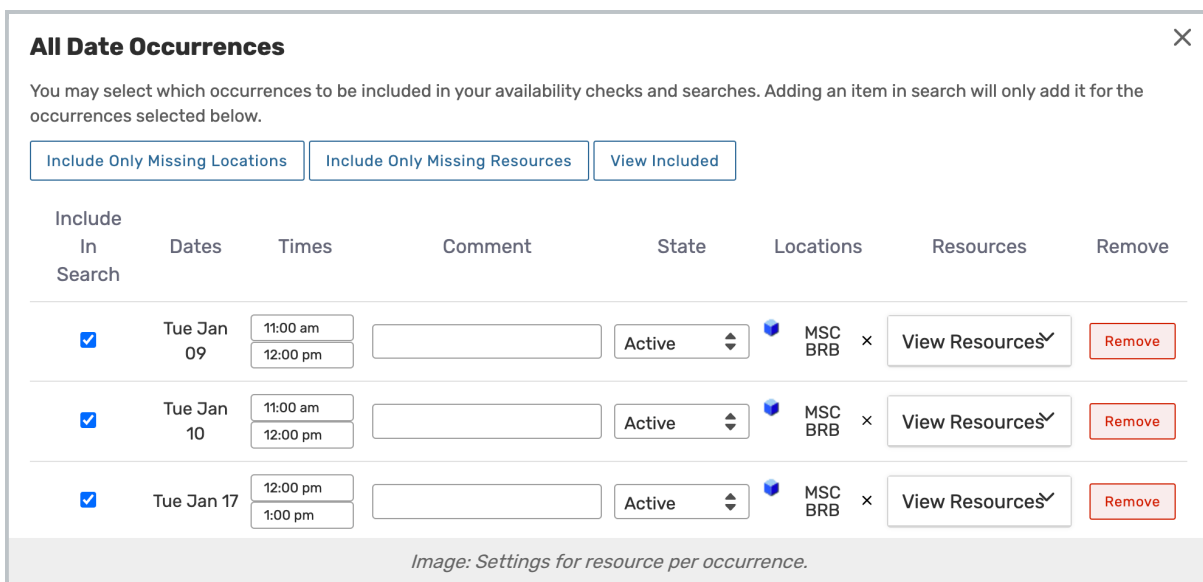 All Date Occurrences
You may select which occurrences to be included in your availability checks and searches. Adding an item in search will only add it for the
occurrences selected below.
Include Only Missing Locations Include Only Missing Resources View Included
Include
In
Search
Dates Times Comment State Locations Resources Remove
Tue Jan
09
11:00 am
12:00 pm
Active
MSC
BRB
×
View Resources
Remove
Tue Jan
10
11:00 am
12:00 pm
Active
MSC
BRB
×
View Resources
Remove
Tue Jan 17
12:00 pm
1:00 pm
Active
MSC
BRB
×
View Resources
Remove
Image: Settings for resource per occurrence.